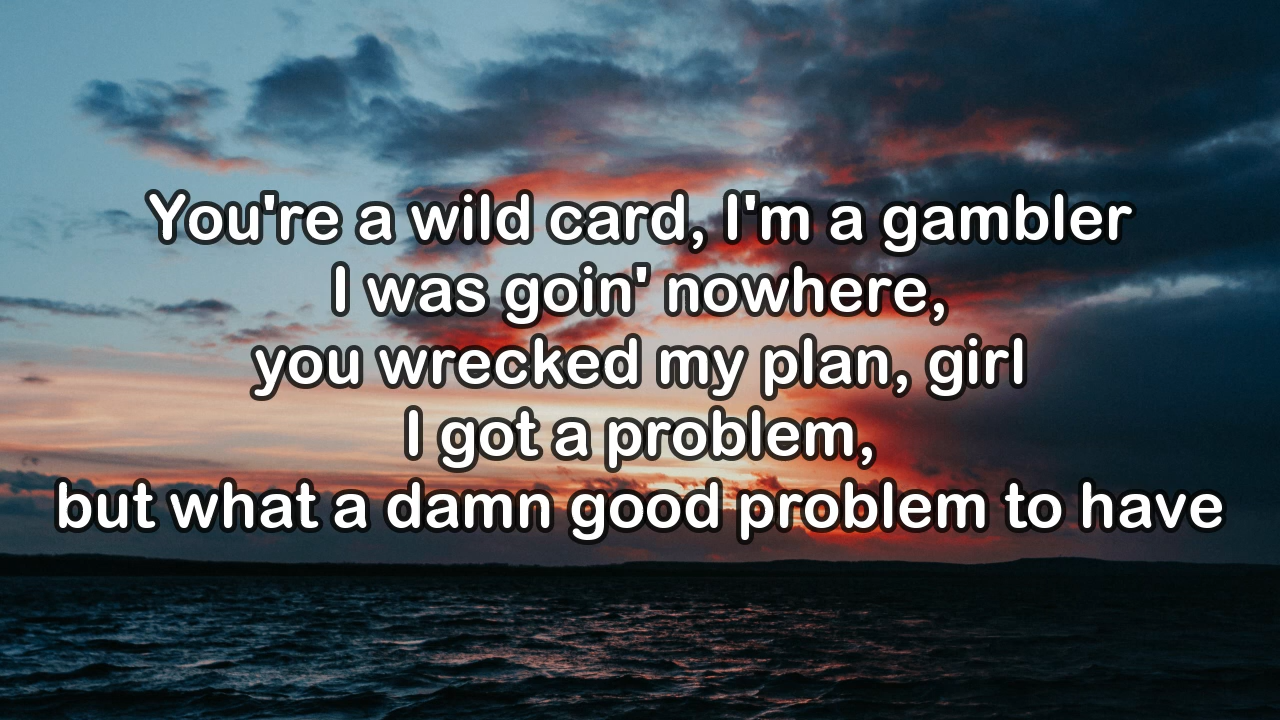 You're a wild card, I'm a gambler
I was goin' nowhere,
you wrecked my plan, girl
I got a problem,
but what a damn good problem to have